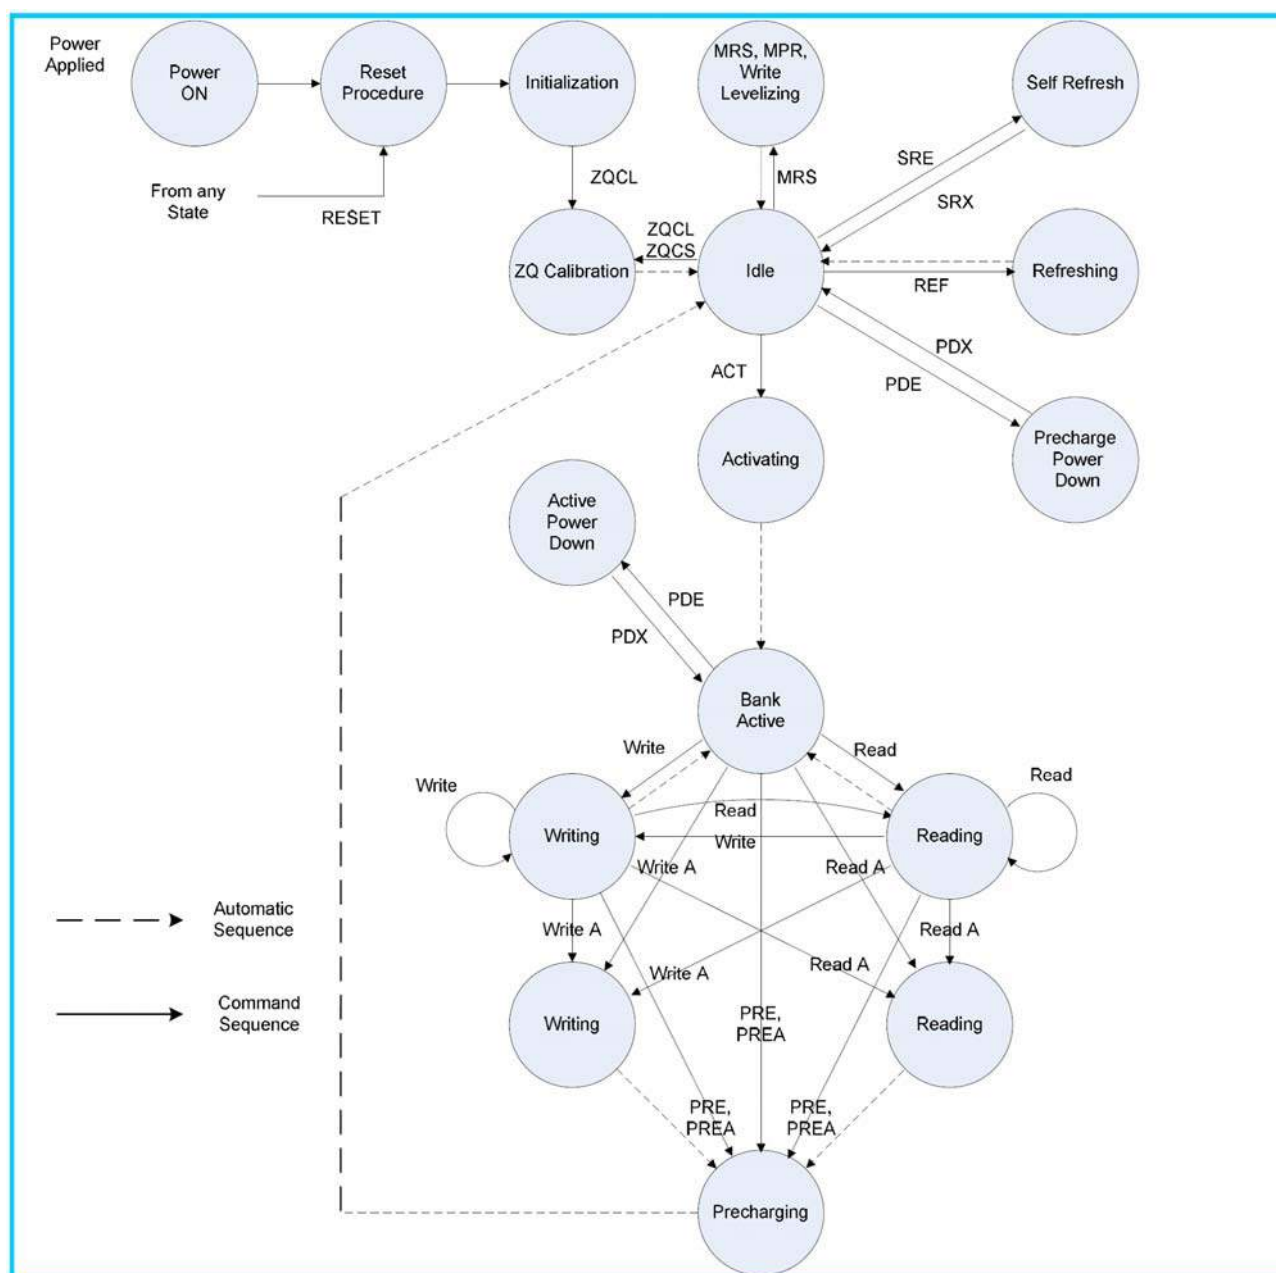 Power
Applied
Power
ON
Reset
Procedure
Initialization
MRS, MPR,
Write
Levelizing
Self Refresh
From any
State
RESET
ZQCL
MRS
SRE
SRX
ZQCL
ZQCS
ZQ Calibration
Idle
REF
Refreshing
ACT
PDX
PDE
Activating
Precharge
Power
Down
Active
Power
Down
PDE
PDX
Bank
Active
Write
Read
Write
Read
Read
Writing
Write
Reading
Write A
Read A
Automatic
Sequence
Write A
Read A
Write A
Read A
Command
Sequence
Writing
PRE,
PREA
Reading
PRE,
PREA
PRE,
PREA
Precharging